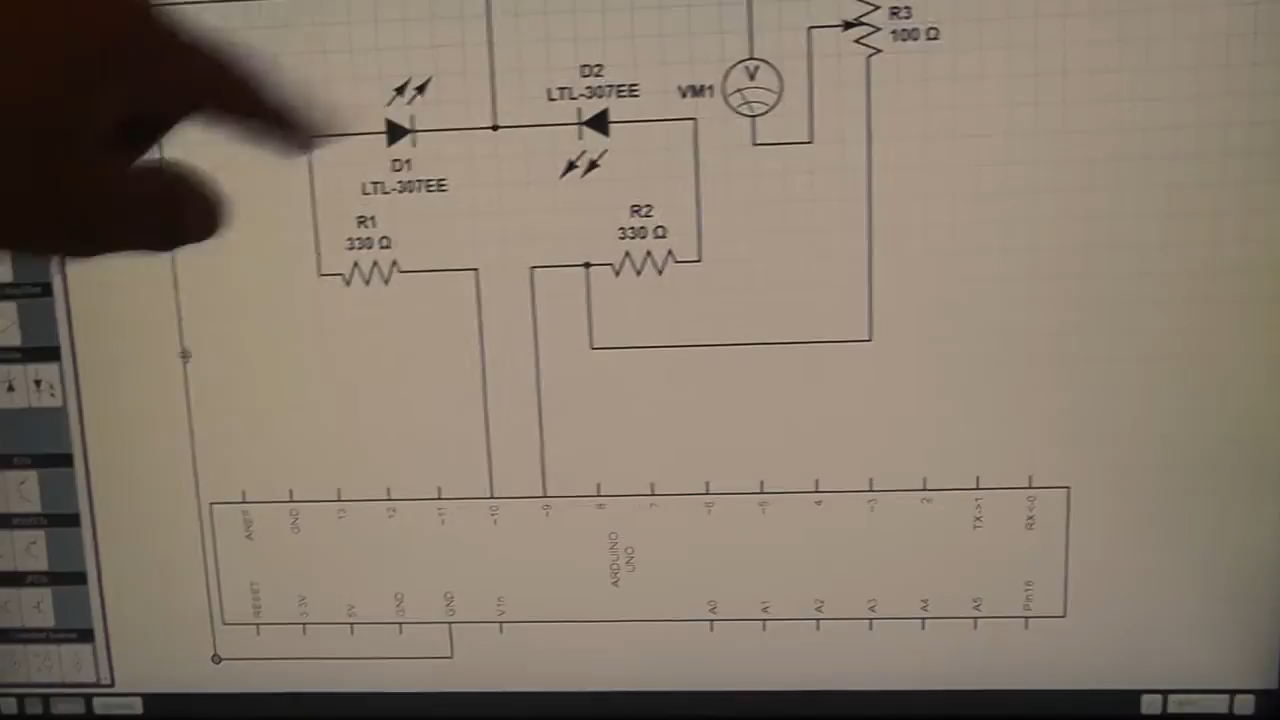 R3
100 Ω
D2
LTL-307EE
VM1
V
D1
LTL-307EE
R1
330 Ω
R2
330 Ω
AREF
GND
13
12
~11
~10
~9
8
7
~6
~5
4
~3
2
TX->1
RX<-0
ARDUINO
UNO
RESET
3.3V
5V
GND
GND
Vin
A0
A1
A2
A3
A4
A5